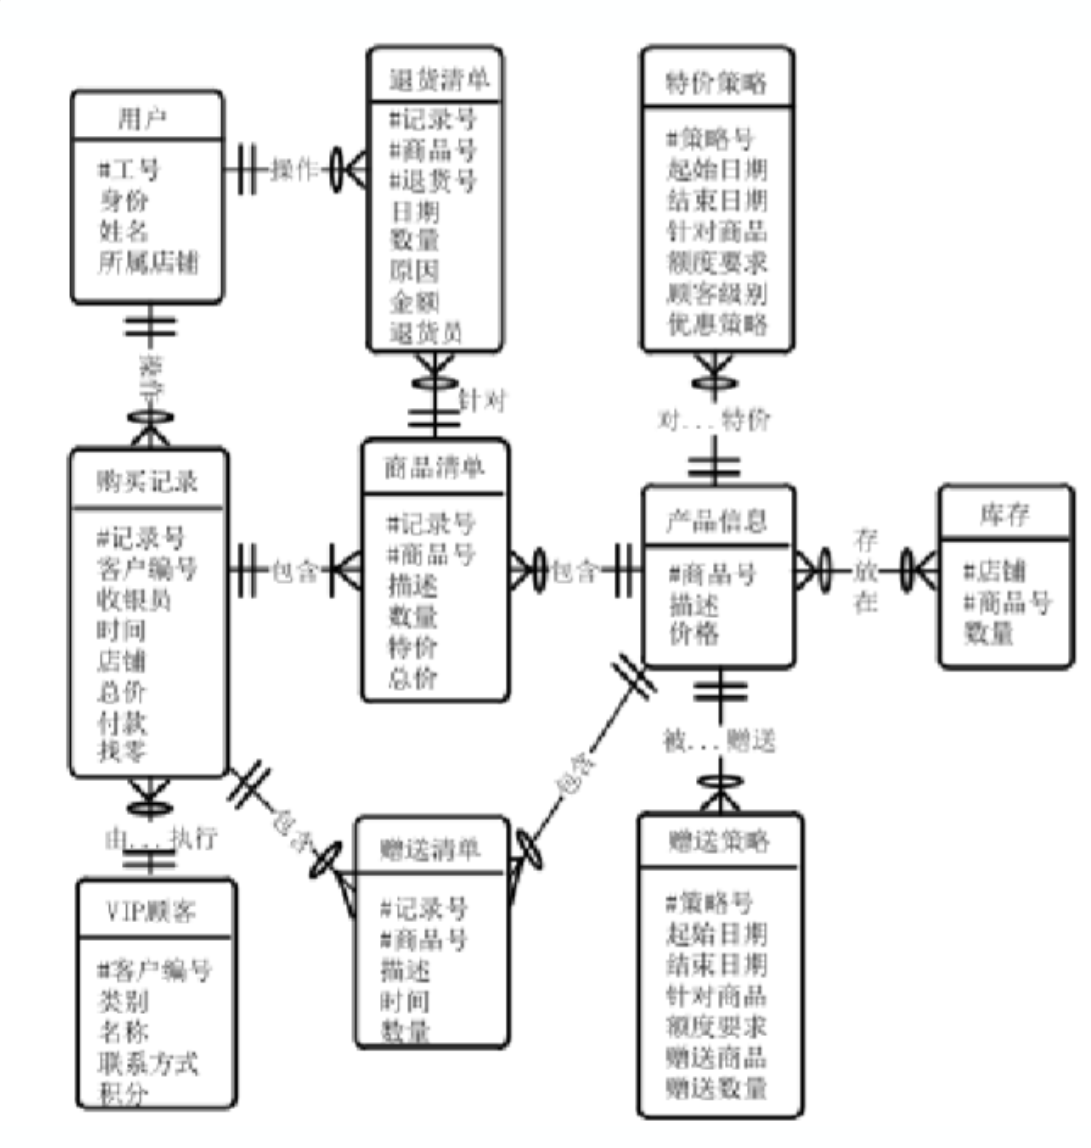 用户
#工号
身份
姓名
所属店铺
操作
退货清单
#记录号
#商品号
#退货号
日期
数量
原因
金额
退货员
特价策略
#策略号
起始日期
结束日期
针对商品
额度要求
顾客级别
优惠策略
针对
对...特价
购买记录
#记录号
客户编号
收银员
时间
店铺
总价
付款
找零
包含
商品清单
#记录号
#商品号
描述
数量
特价
总价
包含
产品信息
#商品号
描述
价格
存
放
在
库存
#店铺
#商品号
数量
包含
包含
被...赠送
由...执行
VIP顾客
#客户编号
类别
名称
联系方式
积分
赠送清单
#记录号
#商品号
描述
时间
数量
赠送策略
#策略号
起始日期
结束日期
针对商品
额度要求
赠送商品
赠送数量